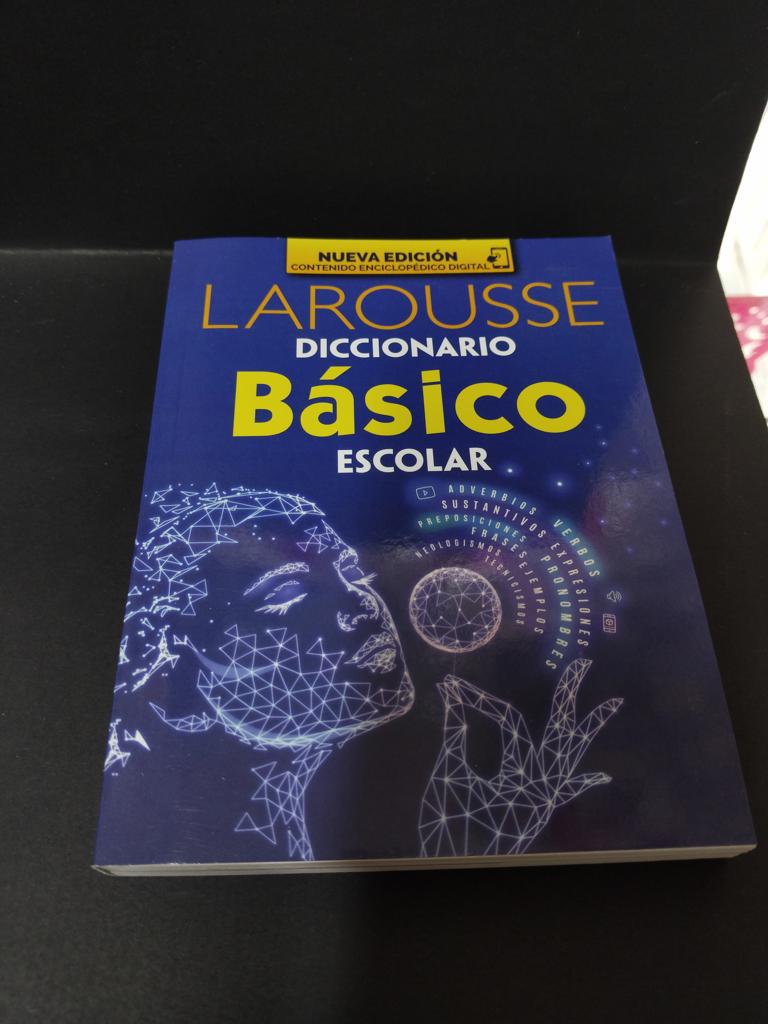 NUEVA EDICIÓN
CONTENIDO ENCICLOPÉDICO DIGITAL
LAROUSSE
DICCIONARIO
Básico
ESCOLAR
ADVERBIOS VERBOS
SUSTANTIVOS EXPRESIONES
PREPOSICIONES PRONOMBRES
FRASES EJEMPLOS
NEOLOGISMOS TECNICISMOS